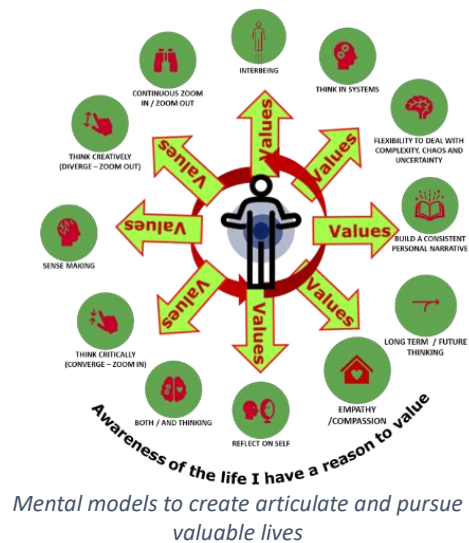 INTERBEING
CONTINUOUS ZOOM
IN / ZOOM OUT
THINK IN SYSTEMS
THINK CREATIVELY
(DIVERGE – ZOOM OUT)
FLEXIBILITY TO DEAL WITH
COMPLEXITY, CHAOS AND
UNCERTAINTY
Values
Values
Values
Values
Values
Values
Values
Values
SENSE MAKING
BUILD A CONSISTENT
PERSONAL NARRATIVE
THINK CRITICALLY
(CONVERGE – ZOOM IN)
LONG TERM / FUTURE
THINKING
BOTH / AND THINKING
REFLECT ON SELF
EMPATHY
/COMPASSION
Awareness of the life I have a reason to value
Mental models to create articulate and pursue
valuable lives